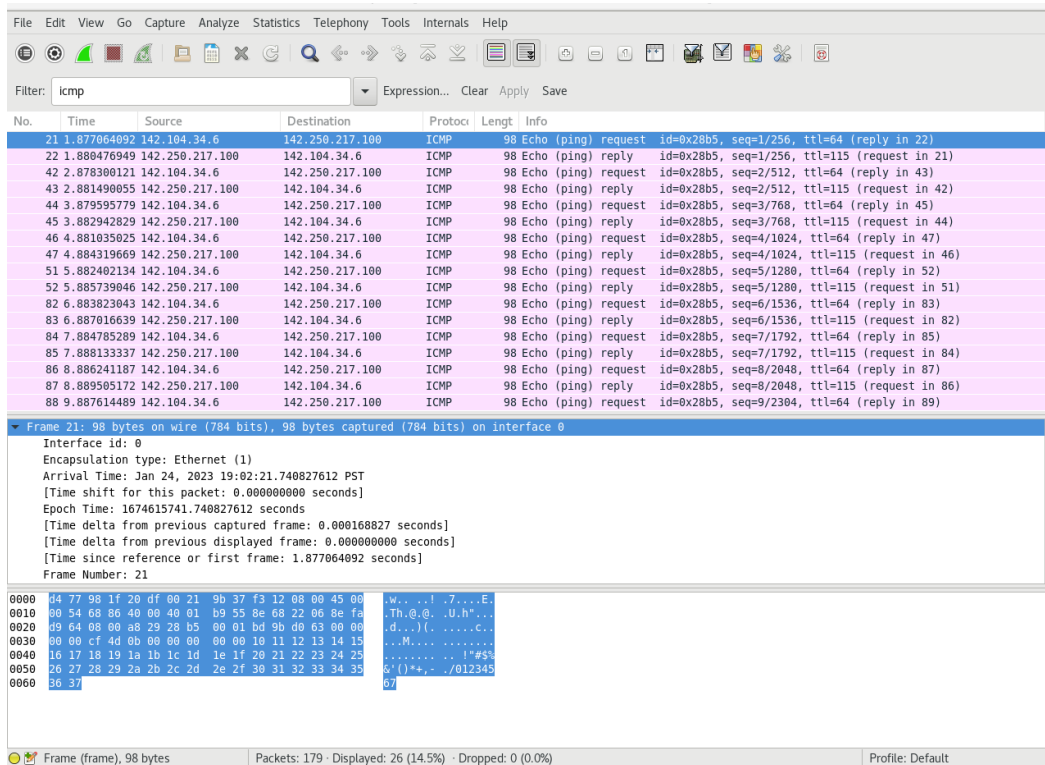 File Edit View Go Capture Analyze Statistics Telephony Tools Internals Help
Filter: icmp Expression... Clear Apply Save
No. Time Source Destination Protoco Lengt Info
21 1.877064092 142.104.34.6 142.250.217.100 ICMP 98 Echo (ping) request id=0x28b5, seq=1/256, ttl=64 (reply in 22)
22 1.880476949 142.250.217.100 142.104.34.6 ICMP 98 Echo (ping) reply id=0x28b5, seq=1/256, ttl=115 (request in 21)
42 2.878300121 142.104.34.6 142.250.217.100 ICMP 98 Echo (ping) request id=0x28b5, seq=2/512, ttl=64 (reply in 43)
43 2.881490055 142.250.217.100 142.104.34.6 ICMP 98 Echo (ping) reply id=0x28b5, seq=2/512, ttl=115 (request in 42)
44 3.879595779 142.104.34.6 142.250.217.100 ICMP 98 Echo (ping) request id=0x28b5, seq=3/768, ttl=64 (reply in 45)
45 3.882942829 142.250.217.100 142.104.34.6 ICMP 98 Echo (ping) reply id=0x28b5, seq=3/768, ttl=115 (request in 44)
46 4.881035025 142.104.34.6 142.250.217.100 ICMP 98 Echo (ping) request id=0x28b5, seq=4/1024, ttl=64 (reply in 47)
47 4.884319669 142.250.217.100 142.104.34.6 ICMP 98 Echo (ping) reply id=0x28b5, seq=4/1024, ttl=115 (request in 46)
51 5.882402134 142.104.34.6 142.250.217.100 ICMP 98 Echo (ping) request id=0x28b5, seq=5/1280, ttl=64 (reply in 52)
52 5.885739046 142.250.217.100 142.104.34.6 ICMP 98 Echo (ping) reply id=0x28b5, seq=5/1280, ttl=115 (request in 51)
82 6.883823043 142.104.34.6 142.250.217.100 ICMP 98 Echo (ping) request id=0x28b5, seq=6/1536, ttl=64 (reply in 83)
83 6.887016639 142.250.217.100 142.104.34.6 ICMP 98 Echo (ping) reply id=0x28b5, seq=6/1536, ttl=115 (request in 82)
84 7.884785289 142.104.34.6 142.250.217.100 ICMP 98 Echo (ping) request id=0x28b5, seq=7/1792, ttl=64 (reply in 85)
85 7.888133337 142.250.217.100 142.104.34.6 ICMP 98 Echo (ping) reply id=0x28b5, seq=7/1792, ttl=115 (request in 84)
86 8.886241187 142.104.34.6 142.250.217.100 ICMP 98 Echo (ping) request id=0x28b5, seq=8/2048, ttl=64 (reply in 87)
87 8.889505172 142.250.217.100 142.104.34.6 ICMP 98 Echo (ping) reply id=0x28b5, seq=8/2048, ttl=115 (request in 86)
88 9.887614489 142.104.34.6 142.250.217.100 ICMP 98 Echo (ping) request id=0x28b5, seq=9/2304, ttl=64 (reply in 89)
Frame 21: 98 bytes on wire (784 bits), 98 bytes captured (784 bits) on interface 0
Interface id: 0
Encapsulation type: Ethernet (1)
Arrival Time: Jan 24, 2023 19:02:21.740827612 PST
[Time shift for this packet: 0.000000000 seconds]
Epoch Time: 1674615741.740827612 seconds
[Time delta from previous captured frame: 0.000168827 seconds]
[Time delta from previous displayed frame: 0.000000000 seconds]
[Time since reference or first frame: 1.877064092 seconds]
Frame Number: 21
0000 d4 77 98 1f 20 df 00 21 9b 37 f3 12 08 00 45 00 .w.. ..! .7....E.
0010 00 54 68 86 40 00 40 01 b9 55 8e 68 22 06 8e fa .Th.@.@. .U.h"...
0020 d9 64 08 00 a8 29 28 b5 00 01 bd 9b d0 63 00 00 .d...)(. .....c..
0030 00 00 cf 4d 0b 00 00 00 00 00 10 11 12 13 14 15 ...M.... ........
0040 16 17 18 19 1a 1b 1c 1d 1e 1f 20 21 22 23 24 25 ........ .. !"#$%
0050 26 27 28 29 2a 2b 2c 2d 2e 2f 30 31 32 33 34 35 &'()*+,- ./012345
0060 36 37 67
Frame (frame), 98 bytes Packets: 179 · Displayed: 26 (14.5%) · Dropped: 0 (0.0%) Profile: Default